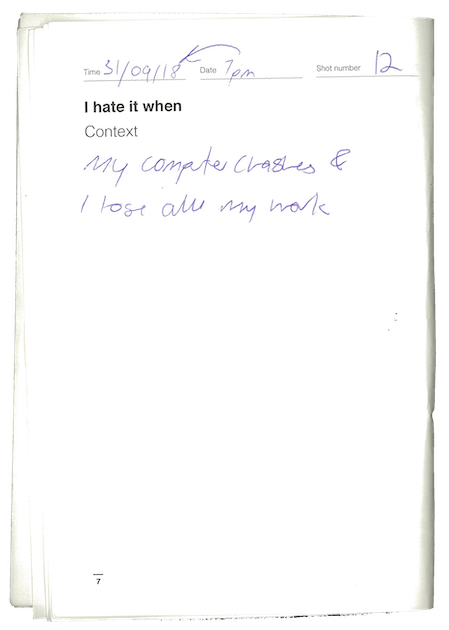 Time 31/09/18 Date 7pm Shot number 12
I hate it when
Context
My computer crashes &
I lose all my work
7